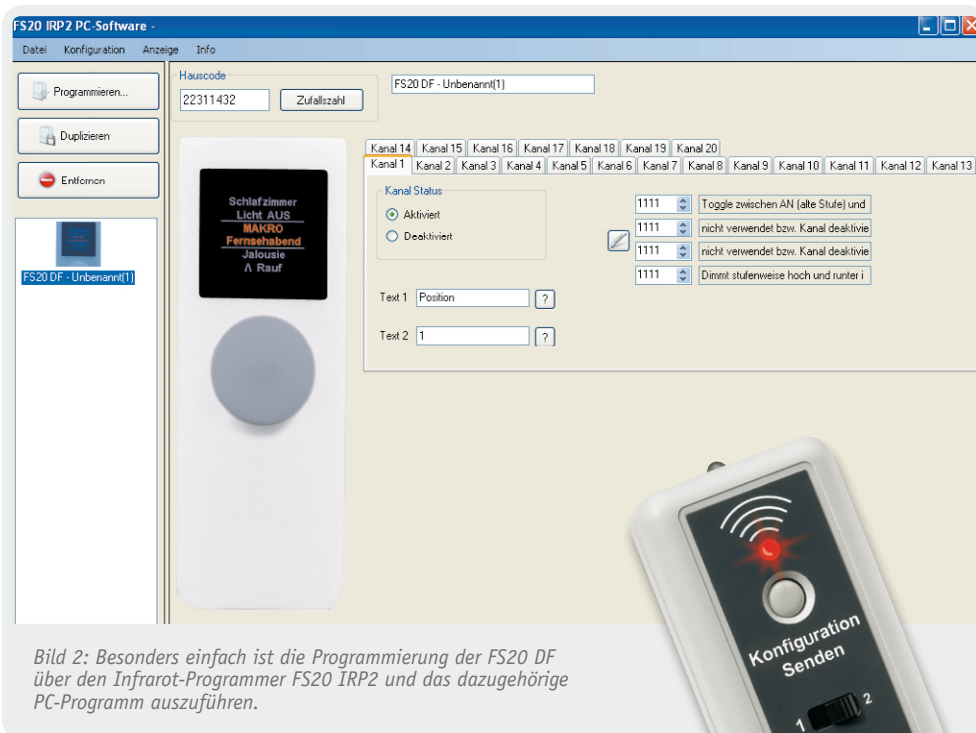 FS20 IRP2 PC-Software -
Datei Konfiguration Anzeige Info
Programmieren...
Duplizieren
Entfernen
FS20 DF - Unbenannt(1)
Hauscode
22311432 Zufallszahl
FS20 DF - Unbenannt(1)
Schlafzimmer
Licht AUS
MAKRO
Fernsehabend
Jalousie
Λ Rauf
Kanal 14 Kanal 15 Kanal 16 Kanal 17 Kanal 18 Kanal 19 Kanal 20
Kanal 1 Kanal 2 Kanal 3 Kanal 4 Kanal 5 Kanal 6 Kanal 7 Kanal 8 Kanal 9 Kanal 10 Kanal 11 Kanal 12 Kanal 13
Kanal Status
Aktiviert
Deaktiviert
1111 Toggle zwischen AN (alte Stufe) und
1111 nicht verwendet bzw. Kanal deaktivie
1111 nicht verwendet bzw. Kanal deaktivie
1111 Dimmt stufenweise hoch und runter i
Text 1 Position ?
Text 2 1 ?
Konfiguration
Senden
1 2
Bild 2: Besonders einfach ist die Programmierung der FS20 DF
über den Infrarot-Programmer FS20 IRP2 und das dazugehörige
PC-Programm auszuführen.